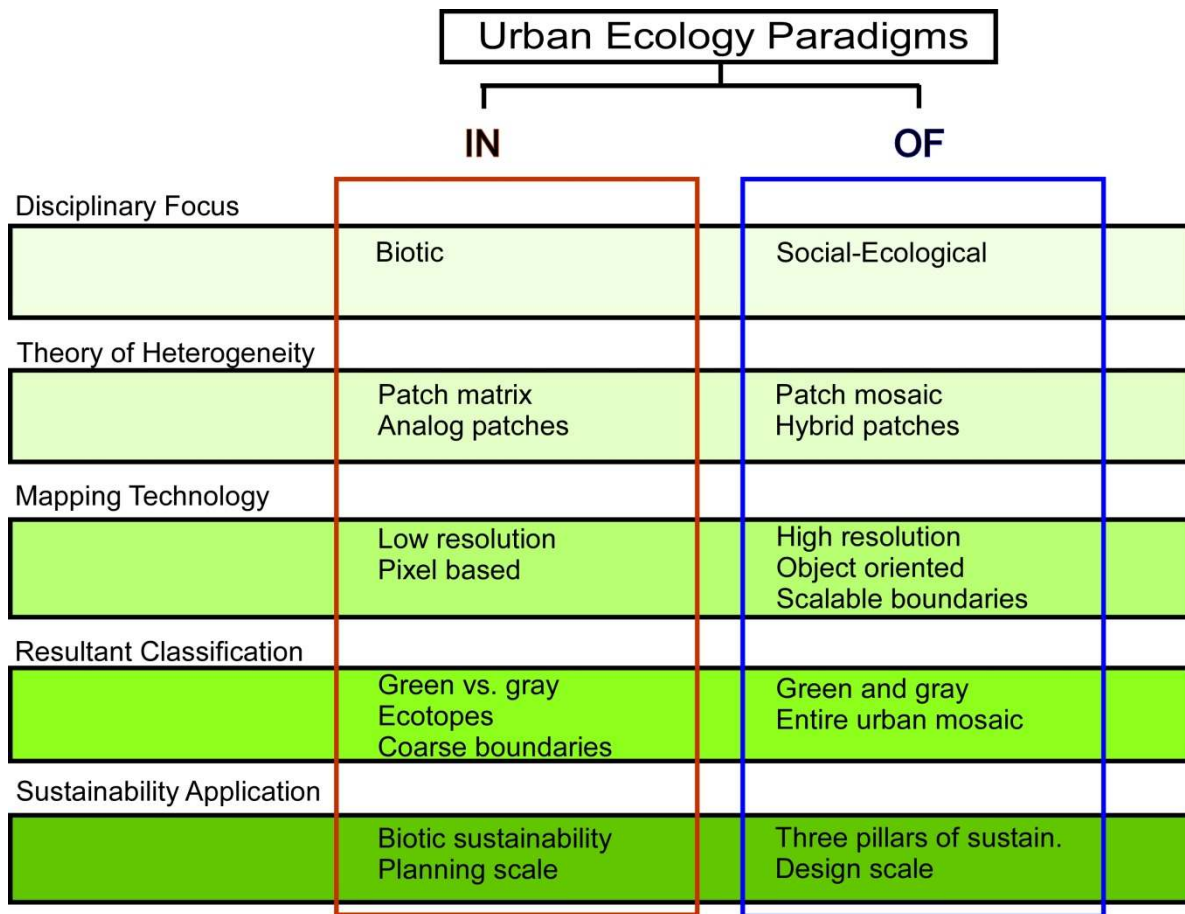 Urban Ecology Paradigms
IN
OF
Disciplinary Focus
Biotic
Social-Ecological
Theory of Heterogeneity
Patch matrix
Analog patches
Patch mosaic
Hybrid patches
Mapping Technology
Low resolution
Pixel based
High resolution
Object oriented
Scalable boundaries
Resultant Classification
Green vs. gray
Ecotopes
Coarse boundaries
Green and gray
Entire urban mosaic
Sustainability Application
Biotic sustainability
Planning scale
Three pillars of sustain.
Design scale